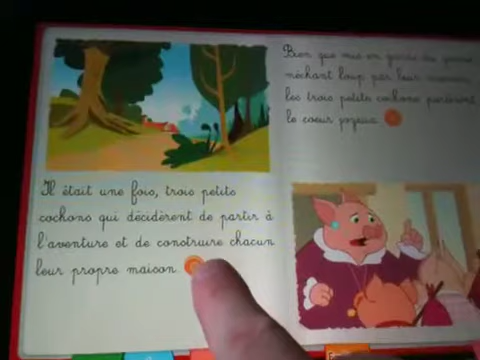 Il était une fois, trois petits
cochons qui décidèrent de partir à
l'aventure et de construire chacun
leur propre maison.
Bien que mis en garde
méchant loup par leur maman,
les trois petits cochons partirent
le coeur joyeux.